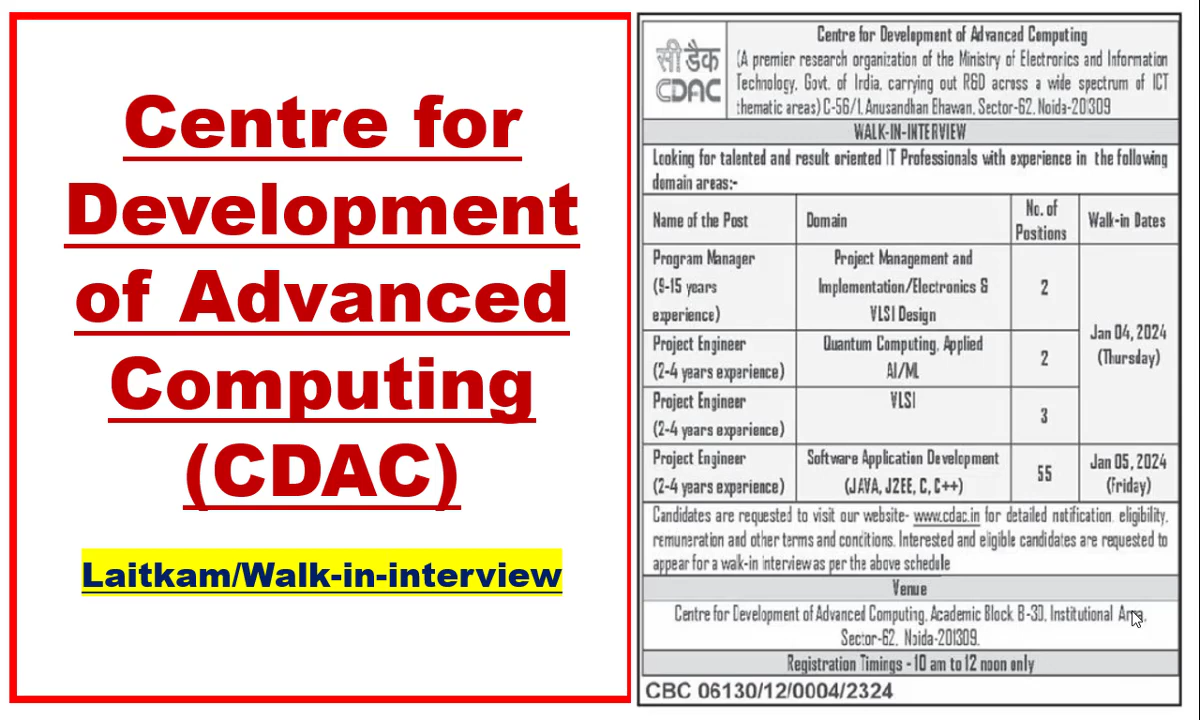 Centre for
Development
of Advanced
Computing
(CDAC)
Laitkam/Walk-in-interview
सी डैक
CDAC
Centre for Development of Advanced Computing
(A premier research organization of the Ministry of Electronics and Information
Technology, Govt. of India, carrying out R&D across a wide spectrum of ICT
thematic areas) C-56/1, Anusandhan Bhawan, Sector-62, Noida-201309
WALK-IN-INTERVIEW
Looking for talented and result oriented IT Professionals with experience in the following
domain areas:-
Name of the Post
Domain
No. of
Positions
Walk-in Dates
Program Manager
(9-15 years
experience)
Project Management and
Implementation/Electronics &
VLSI Design
2
Jan 04, 2024
(Thursday)
Project Engineer
(2-4 years experience)
Quantum Computing, Applied
AI/ML
2
Project Engineer
(2-4 years experience)
VLSI
3
Project Engineer
(2-4 years experience)
Software Application Development
(JAVA, J2EE, C, C++)
55
Jan 05, 2024
(Friday)
Candidates are requested to visit our website- www.cdac.in for detailed notification, eligibility,
remuneration and other terms and conditions. Interested and eligible candidates are requested to
appear for a walk-in interview as per the above schedule
Venue
Centre for Development of Advanced Computing, Academic Block B-30, Institutional Area,
Sector-62, Noida-201309.
Registration Timings - 10 am to 12 noon only
CBC 06130/12/0004/2324